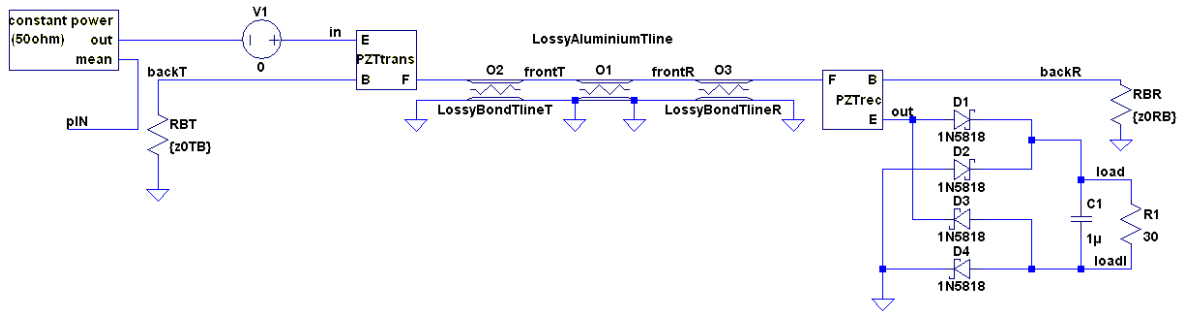 constant power
(50ohm)
out
mean
pIN
V1
0
in
backT
RBT
{z0TB}
E
PZTtrans
B
F
LossyAluminiumTline
O2
frontT
O1
frontR
O3
LossyBondTlineT
LossyBondTlineR
F
B
PZTrec
E
out
backR
RBR
{z0RB}
D1
1N5818
D2
1N5818
D3
1N5818
D4
1N5818
load
C1
1µ
R1
30
loadI